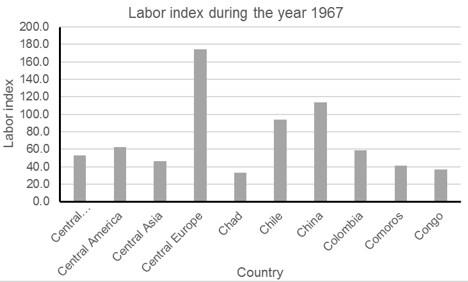 Labor index during the year 1967
200.0
180.0
160.0
140.0
120.0
100.0
80.0
60.0
40.0
20.0
0.0
Labor index
Central...
Central America
Central Asia
Central Europe
Chad
Chile
China
Colombia
Comoros
Congo
Country